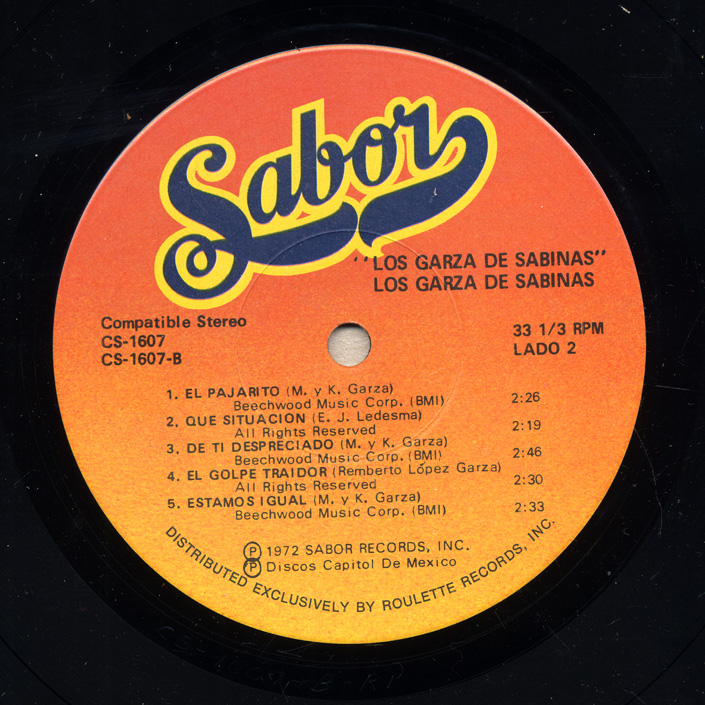 Sabor
"LOS GARZA DE SABINAS"
LOS GARZA DE SABINAS
Compatible Stereo
CS-1607
CS-1607-B
33 1/3 RPM
LADO 2
1. EL PAJARITO (M. y K. Garza)
Beechwood Music Corp. (BMI) 2:26
2. QUE SITUACION (E. J. Ledesma)
All Rights Reserved 2:19
3. DE TI DESPRECIADO (M. y K. Garza)
Beechwood Music Corp. (BMI) 2:46
4. EL GOLPE TRAIDOR (Remberto López Garza)
All Rights Reserved 2:30
5. ESTAMOS IGUAL (M. y K. Garza)
Beechwood Music Corp. (BMI) 2:33
Ⓟ 1972 SABOR RECORDS, INC.
Ⓟ Discos Capitol De Mexico
DISTRIBUTED EXCLUSIVELY BY ROULETTE RECORDS, INC.